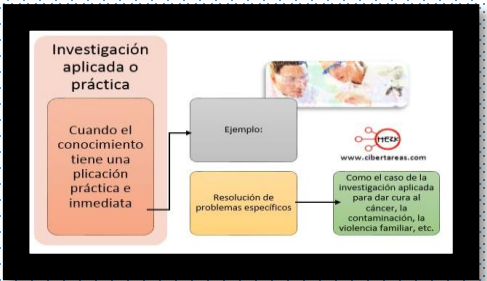 Investigación
aplicada o
práctica
Cuando el
conocimiento
tiene una
plicación
práctica e
inmediata
Ejemplo:
HEZK
www.cibertareas.com
Resolución de
problemas específicos
Como el caso de la
investigación aplicada
para dar cura al
cáncer, la
contaminación, la
violencia familiar, etc.